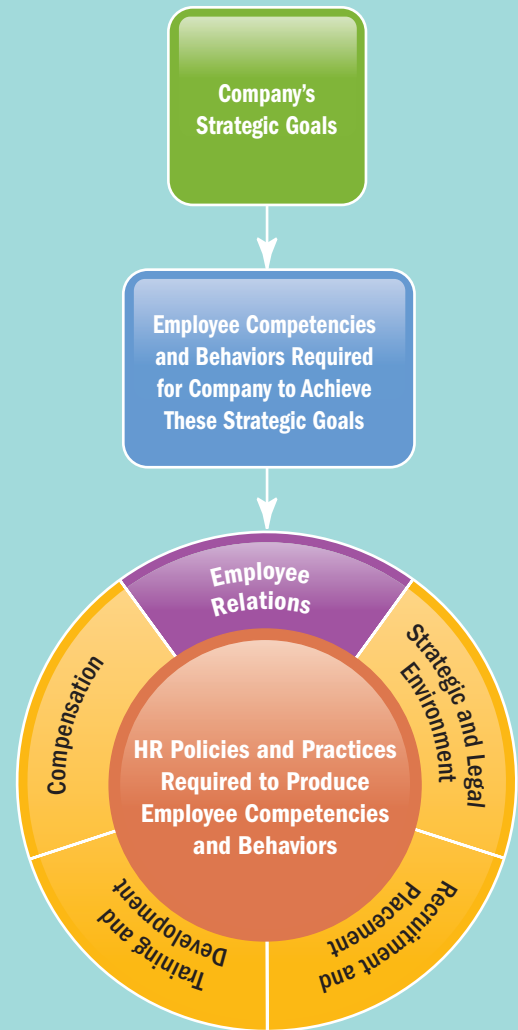 Company's
Strategic Goals
Employee Competencies
and Behaviors Required
for Company to Achieve
These Strategic Goals
Employee
Relations
Strategic and Legal
Environment
Recruitment and
Placement
Training and
Development
Compensation
HR Policies and Practices
Required to Produce
Employee Competencies
and Behaviors